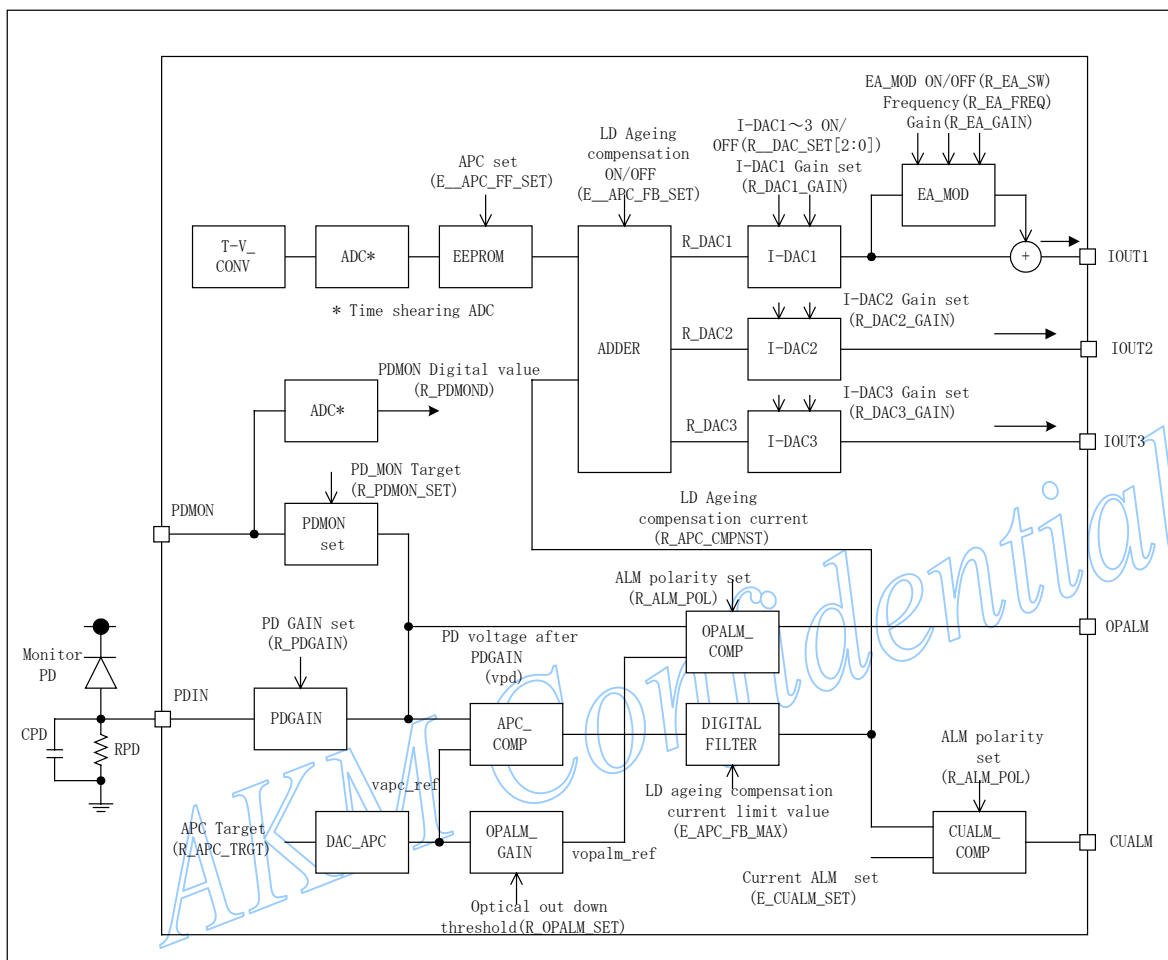 EA_MOD ON/OFF(R_EA_SW)
Frequency(R_EA_FREQ)
Gain(R_EA_GAIN)
I-DAC1～3 ON/
OFF(R__DAC_SET[2:0])
I-DAC1 Gain set
(R_DAC1_GAIN)
LD Ageing
compensation
ON/OFF
(E__APC_FB_SET)
APC set
(E__APC_FF_SET)
T-V_
CONV
ADC*
EEPROM
R_DAC1
I-DAC1
EA_MOD
+
IOUT1
* Time shearing ADC
I-DAC2 Gain set
(R_DAC2_GAIN)
ADDER
R_DAC2
I-DAC2
IOUT2
PDMON Digital value
(R_PDMOND)
ADC*
I-DAC3 Gain set
(R_DAC3_GAIN)
R_DAC3
I-DAC3
IOUT3
PD_MON Target
(R_PDMON_SET)
PDMON
PDMON
set
LD Ageing
compensation current
(R_APC_CMPNST)
ALM polarity set
(R_ALM_POL)
OPALM_
COMP
OPALM
PD GAIN set
(R_PDGAIN)
PD voltage after
PDGAIN
(vpd)
Monitor
PD
PDIN
PDGAIN
APC_
COMP
DIGITAL
FILTER
CPD
RPD
vapc_ref
LD ageing compensation
current limit value
(E_APC_FB_MAX)
ALM polarity
set
(R_ALM_POL)
APC Target
(R_APC_TRGT)
DAC_APC
OPALM_
GAIN
vopalm_ref
CUALM_
COMP
CUALM
Current ALM set
(E_CUALM_SET)
Optical out down
threshold(R_OPALM_SET)
AKM Confidential